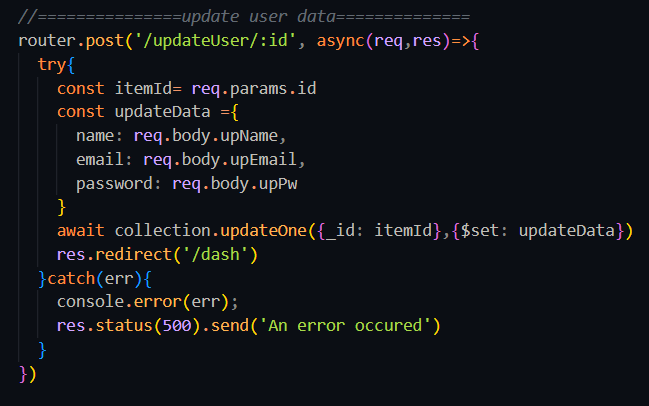 //===============update user data==============
router.post('/updateUser/:id', async(req,res)=>{
try{
const itemId= req.params.id
const updateData ={
name: req.body.upName,
email: req.body.upEmail,
password: req.body.upPw
}
await collection.updateOne({_id: itemId},{$set: updateData})
res.redirect('/dash')
}catch(err){
console.error(err);
res.status(500).send('An error occured')
}
})